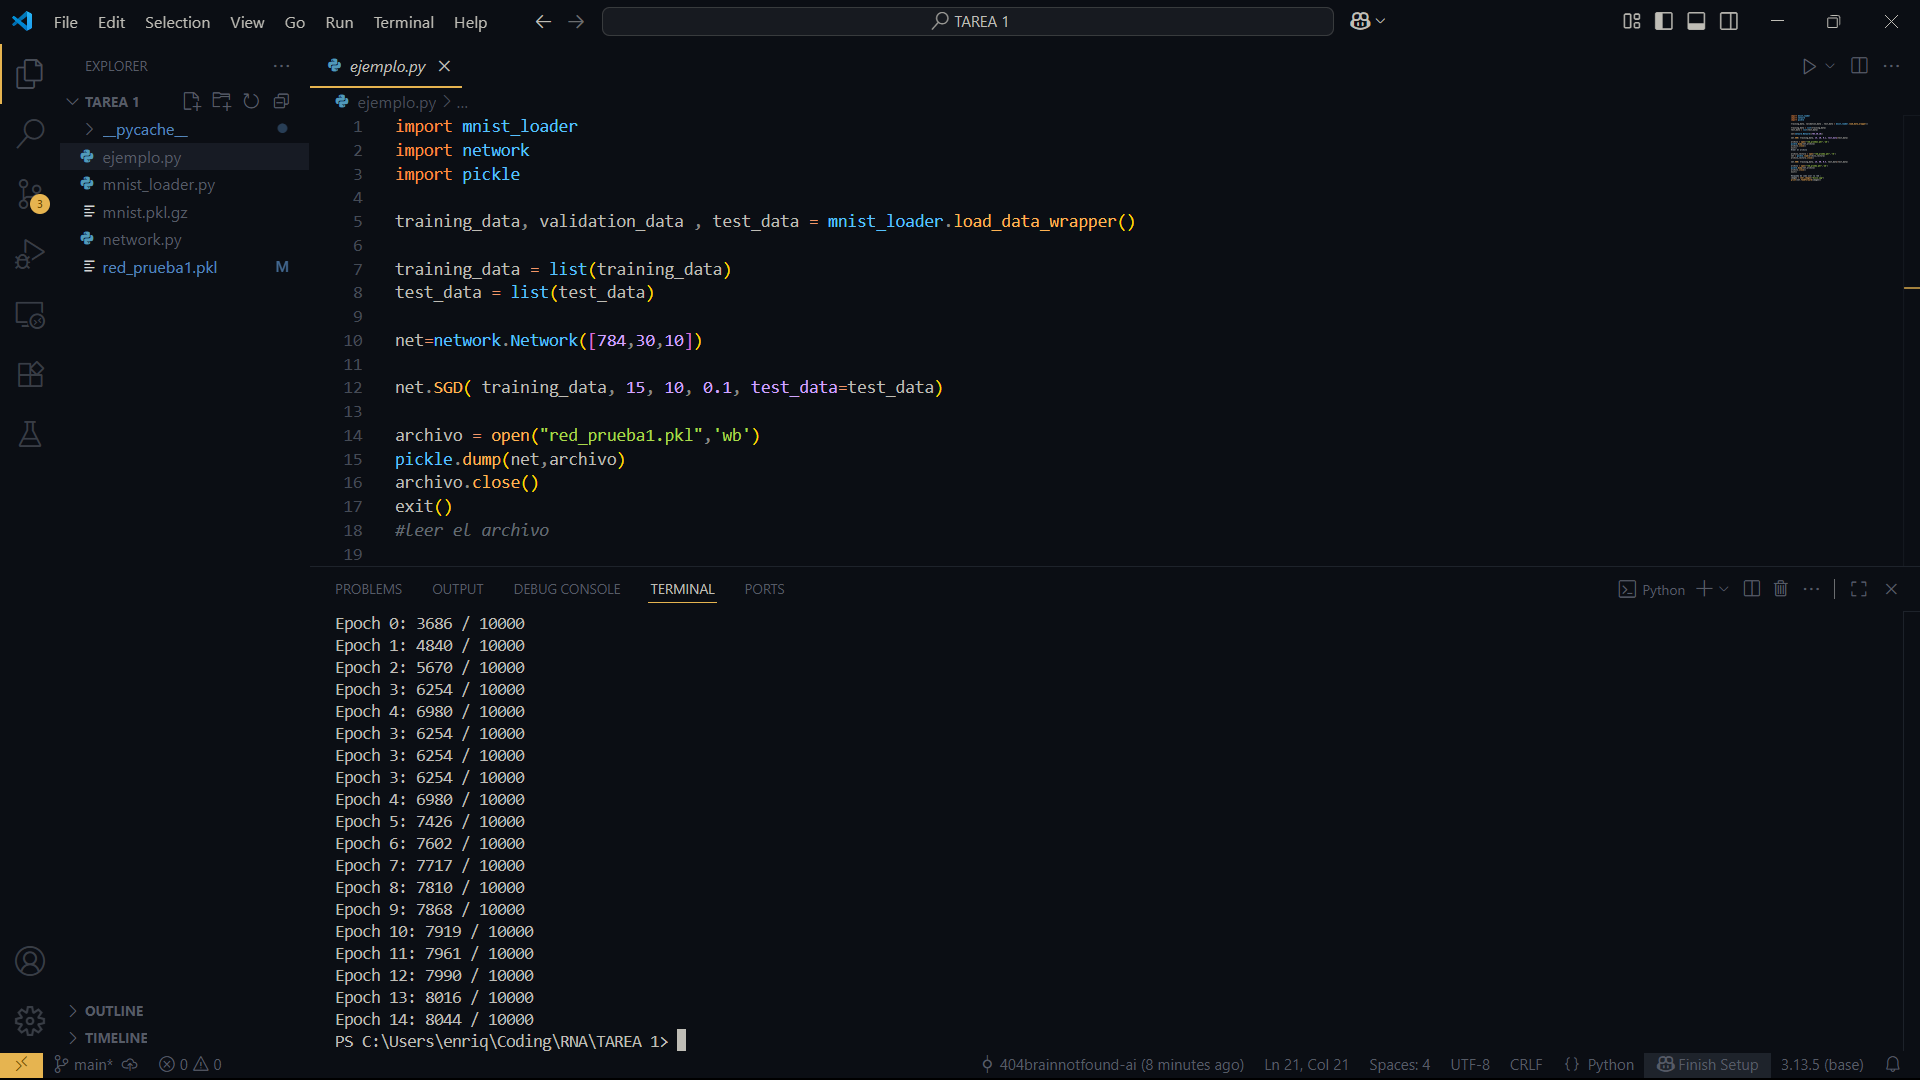 File Edit Selection View Go Run Terminal Help
TAREA 1
EXPLORER
TAREA 1
__pycache__
ejemplo.py
mnist_loader.py
mnist.pkl.gz
network.py
red_prueba1.pkl M
3
OUTLINE
TIMELINE
ejemplo.py
ejemplo.py > ...
1 import mnist_loader
2 import network
3 import pickle
4
5 training_data, validation_data , test_data = mnist_loader.load_data_wrapper()
6
7 training_data = list(training_data)
8 test_data = list(test_data)
9
10 net=network.Network([784,30,10])
11
12 net.SGD( training_data, 15, 10, 0.1, test_data=test_data)
13
14 archivo = open("red_prueba1.pkl",'wb')
15 pickle.dump(net,archivo)
16 archivo.close()
17 exit()
18 #leer el archivo
19
PROBLEMS OUTPUT DEBUG CONSOLE TERMINAL PORTS
Python
Epoch 0: 3686 / 10000
Epoch 1: 4840 / 10000
Epoch 2: 5670 / 10000
Epoch 3: 6254 / 10000
Epoch 4: 6980 / 10000
Epoch 3: 6254 / 10000
Epoch 3: 6254 / 10000
Epoch 3: 6254 / 10000
Epoch 4: 6980 / 10000
Epoch 5: 7426 / 10000
Epoch 6: 7602 / 10000
Epoch 7: 7717 / 10000
Epoch 8: 7810 / 10000
Epoch 9: 7868 / 10000
Epoch 10: 7919 / 10000
Epoch 11: 7961 / 10000
Epoch 12: 7990 / 10000
Epoch 13: 8016 / 10000
Epoch 14: 8044 / 10000
PS C:\Users\enriq\Coding\RNA\TAREA 1>
main* 0 0 404brainnotfound-ai (8 minutes ago) Ln 21, Col 21 Spaces: 4 UTF-8 CRLF {} Python Finish Setup 3.13.5 (base)